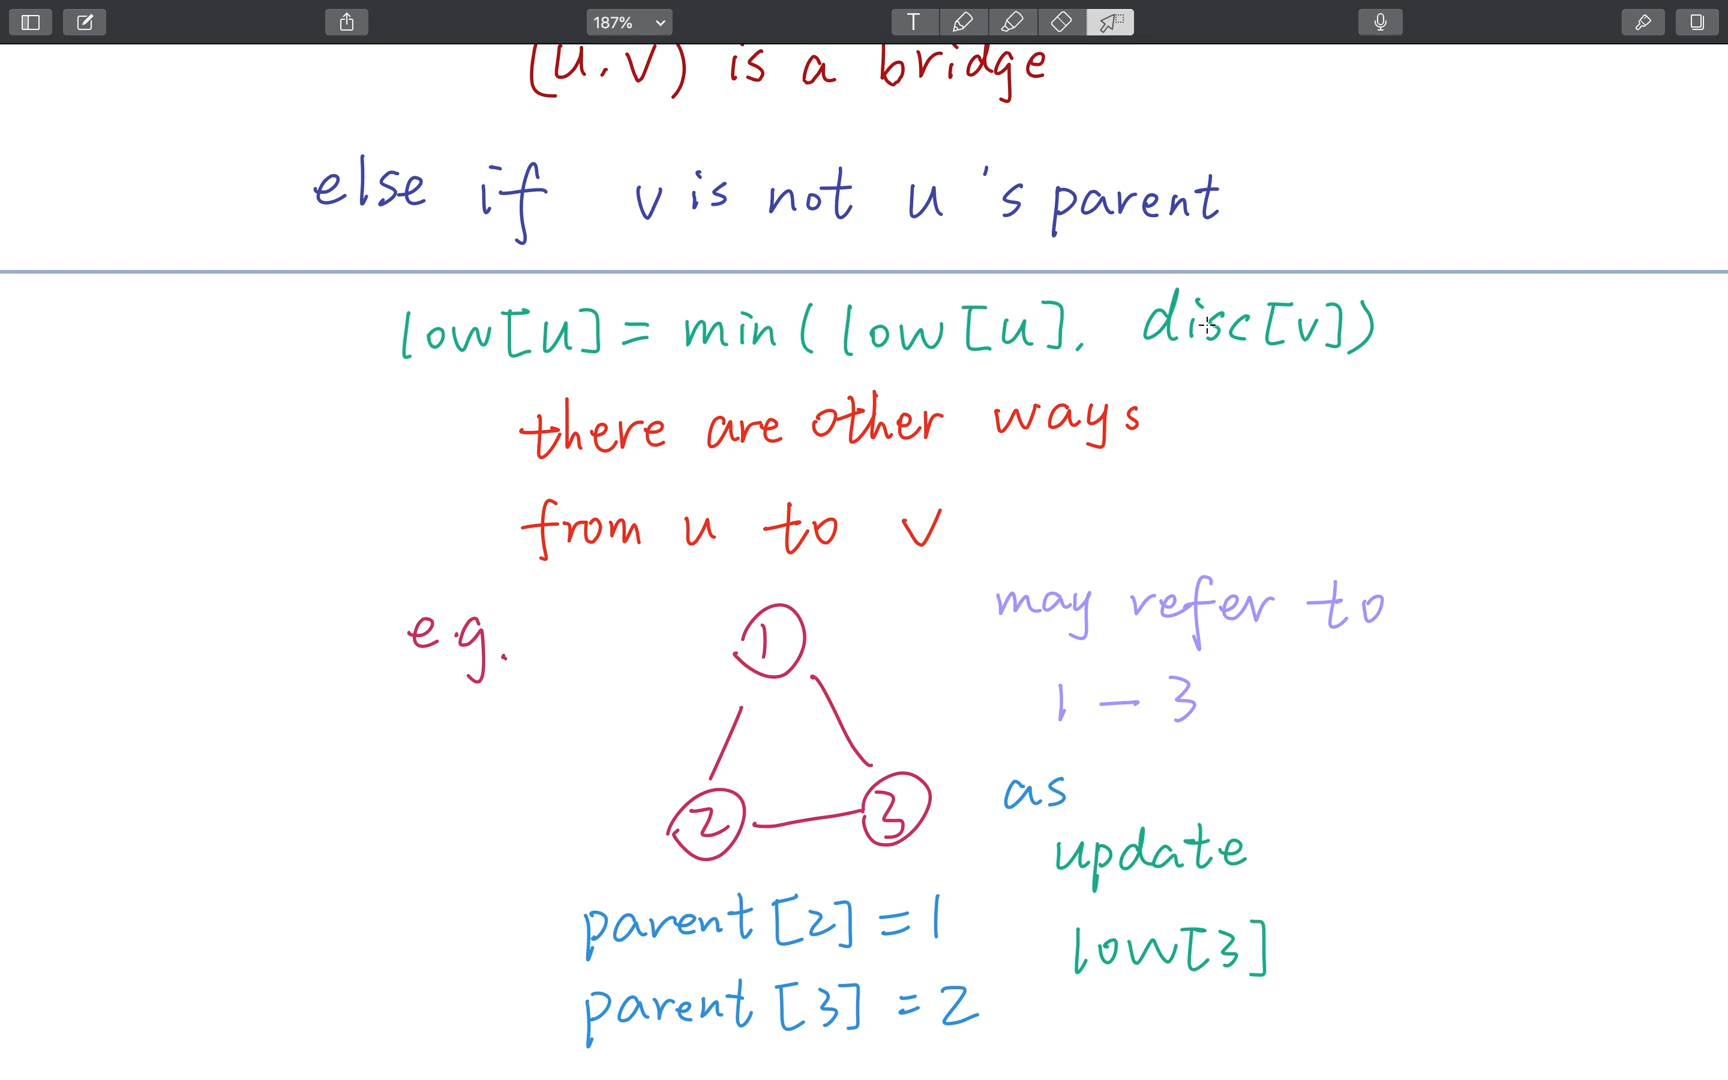 187%
T
(u.v) is a bridge
else if v is not u's parent
low[u] = min(low[u], disc[v])
there are other ways
from u to v
e.g.
1
may refer to
1 - 3
2
3
as
update
parent[2] = 1
low[3]
parent[3] = 2